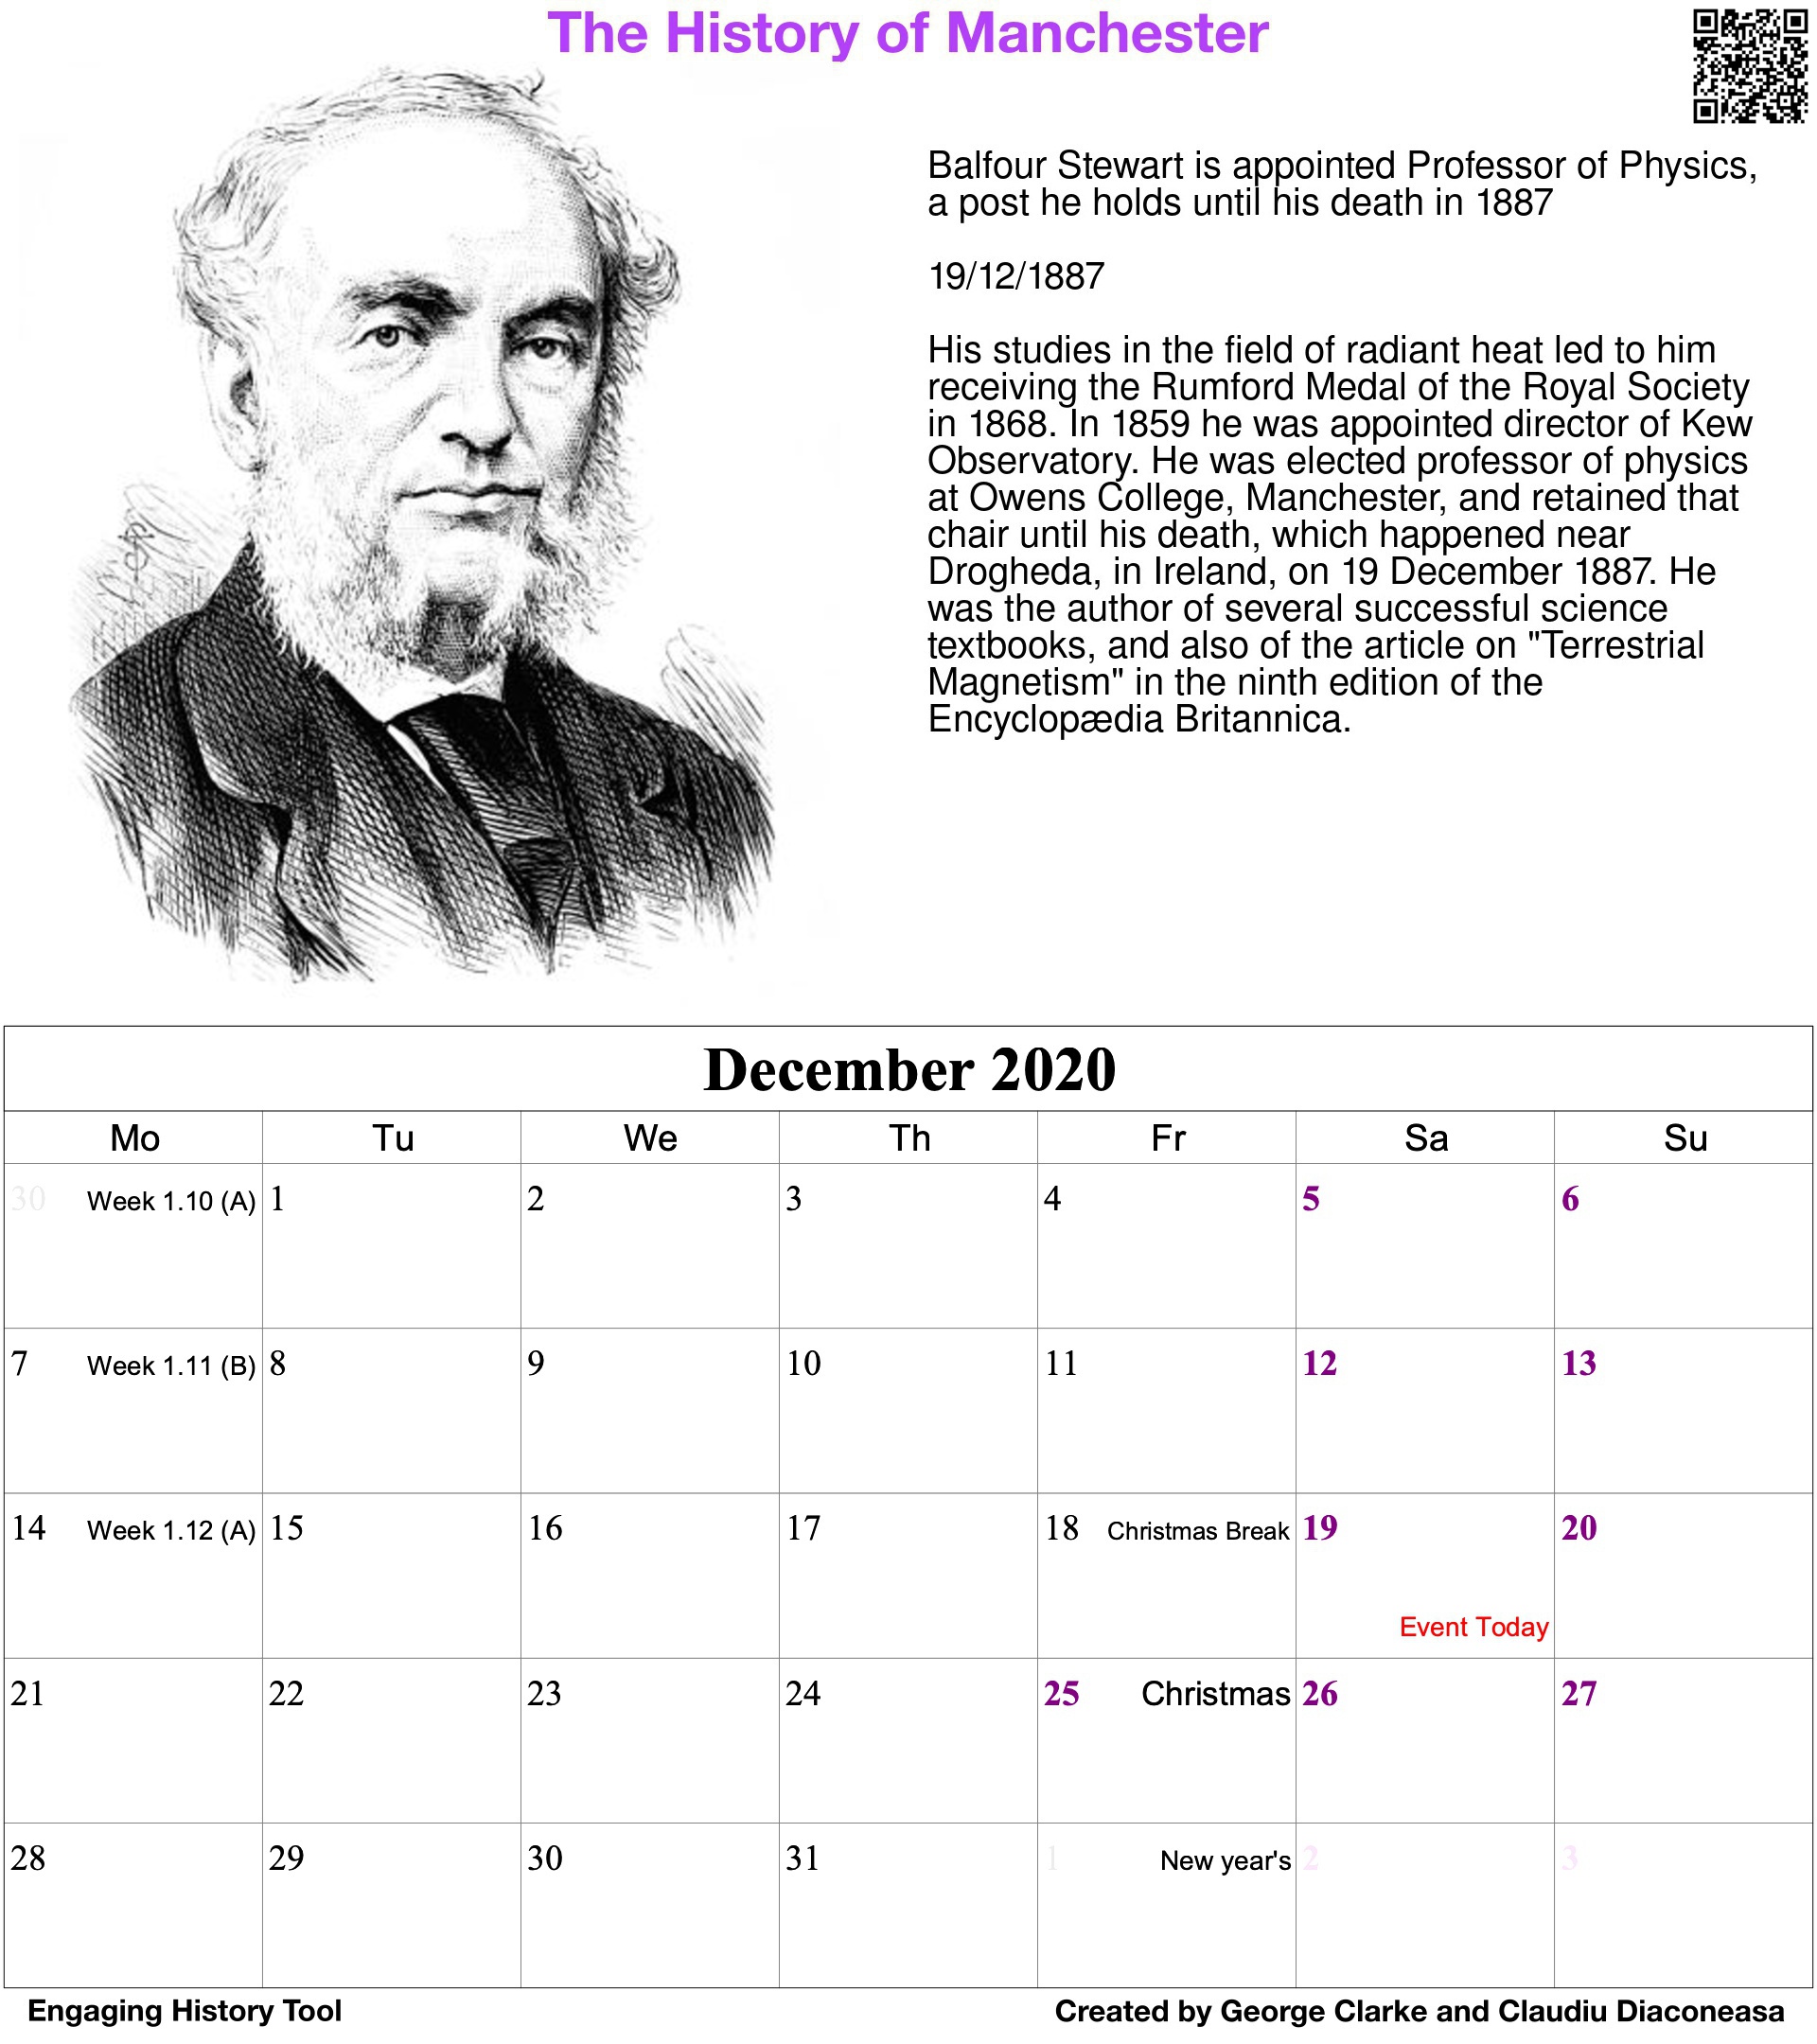 The History of Manchester
Balfour Stewart is appointed Professor of Physics,
a post he holds until his death in 1887
19/12/1887
His studies in the field of radiant heat led to him
receiving the Rumford Medal of the Royal Society
in 1868. In 1859 he was appointed director of Kew
Observatory. He was elected professor of physics
at Owens College, Manchester, and retained that
chair until his death, which happened near
Drogheda, in Ireland, on 19 December 1887. He
was the author of several successful science
textbooks, and also of the article on "Terrestrial
Magnetism" in the ninth edition of the
Encyclopædia Britannica.
December 2020
Mo Tu We Th Fr Sa Su
30 Week 1.10 (A) 1 2 3 4 5 6
7 Week 1.11 (B) 8 9 10 11 12 13
14 Week 1.12 (A) 15 16 17 18 Christmas Break 19 20
Event Today
21 22 23 24 25 Christmas 26 27
28 29 30 31 1 New year's 2 3
Engaging History Tool Created by George Clarke and Claudiu Diaconeasa